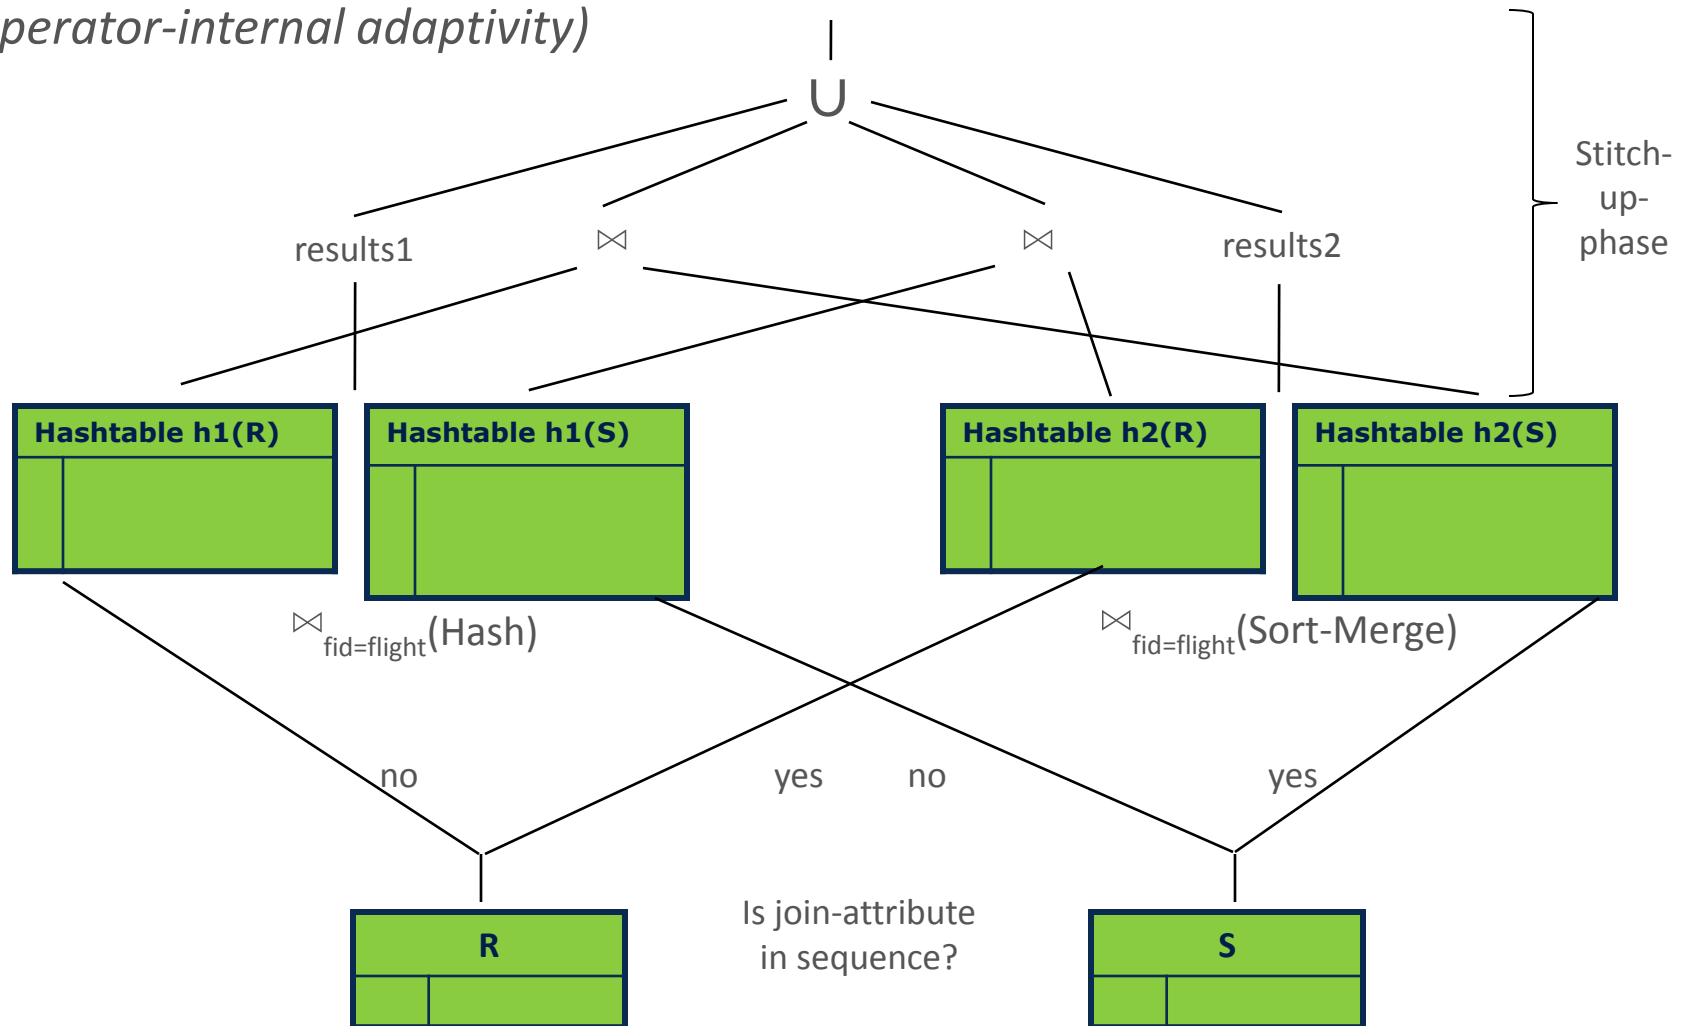 perator-internal adaptivity)
∪
Stitch-
up-
phase
results1
⋈
⋈
results2
Hashtable h1(R)
Hashtable h1(S)
Hashtable h2(R)
Hashtable h2(S)
⋈fid=flight(Hash)
⋈fid=flight(Sort-Merge)
no
yes
no
yes
Is join-attribute
in sequence?
R
S